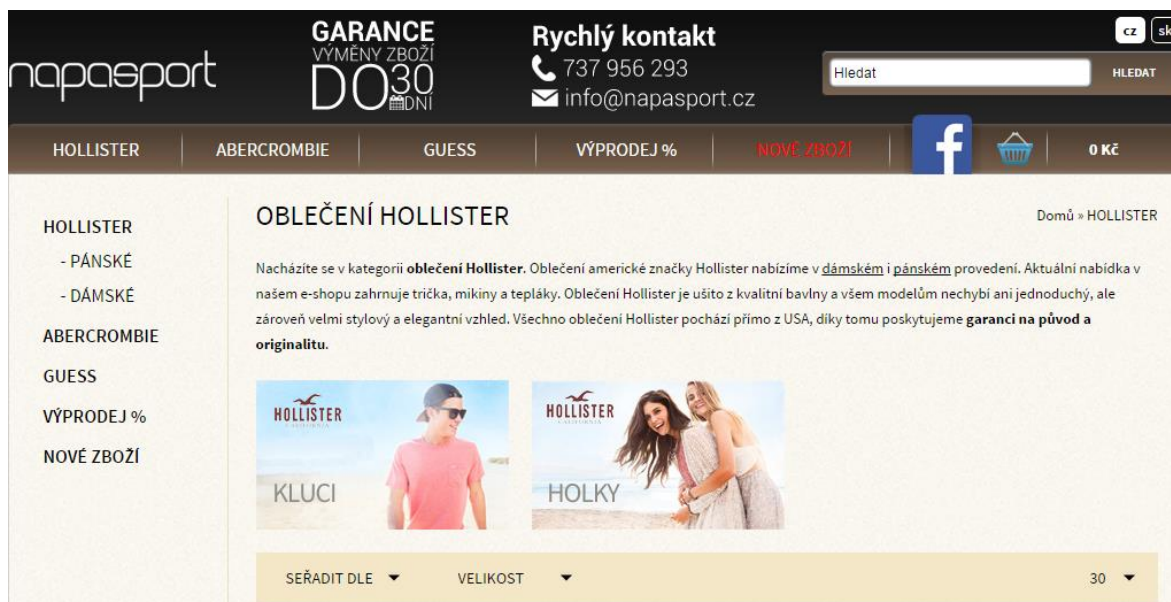 napasport
GARANCE
VÝMĚNY ZBOŽÍ
DO 30
DNÍ
Rychlý kontakt
737 956 293
info@napasport.cz
cz sk
Hledat HLEDAT
HOLLISTER ABERCROMBIE GUESS VÝPRODEJ % NOVÉ ZBOŽÍ f 0 KČ
HOLLISTER
- PÁNSKÉ
- DÁMSKÉ
ABERCROMBIE
GUESS
VÝPRODEJ %
NOVÉ ZBOŽÍ
OBLEČENÍ HOLLISTER
Domů » HOLLISTER
Nacházíte se v kategorii oblečení Hollister. Oblečení americké značky Hollister nabízíme v dámském i pánském provedení. Aktuální nabídka v
našem e-shopu zahrnuje trička, mikiny a tepláky. Oblečení Hollister je ušito z kvalitní bavlny a všem modelům nechybí ani jednoduchý, ale
zároveň velmi stylový a elegantní vzhled. Všechno oblečení Hollister pochází přímo z USA, díky tomu poskytujeme garanci na původ a
originalitu.
HOLLISTER
CALIFORNIA
KLUCI
HOLLISTER
CALIFORNIA
HOLKY
SEŘADIT DLE VELIKOST 30